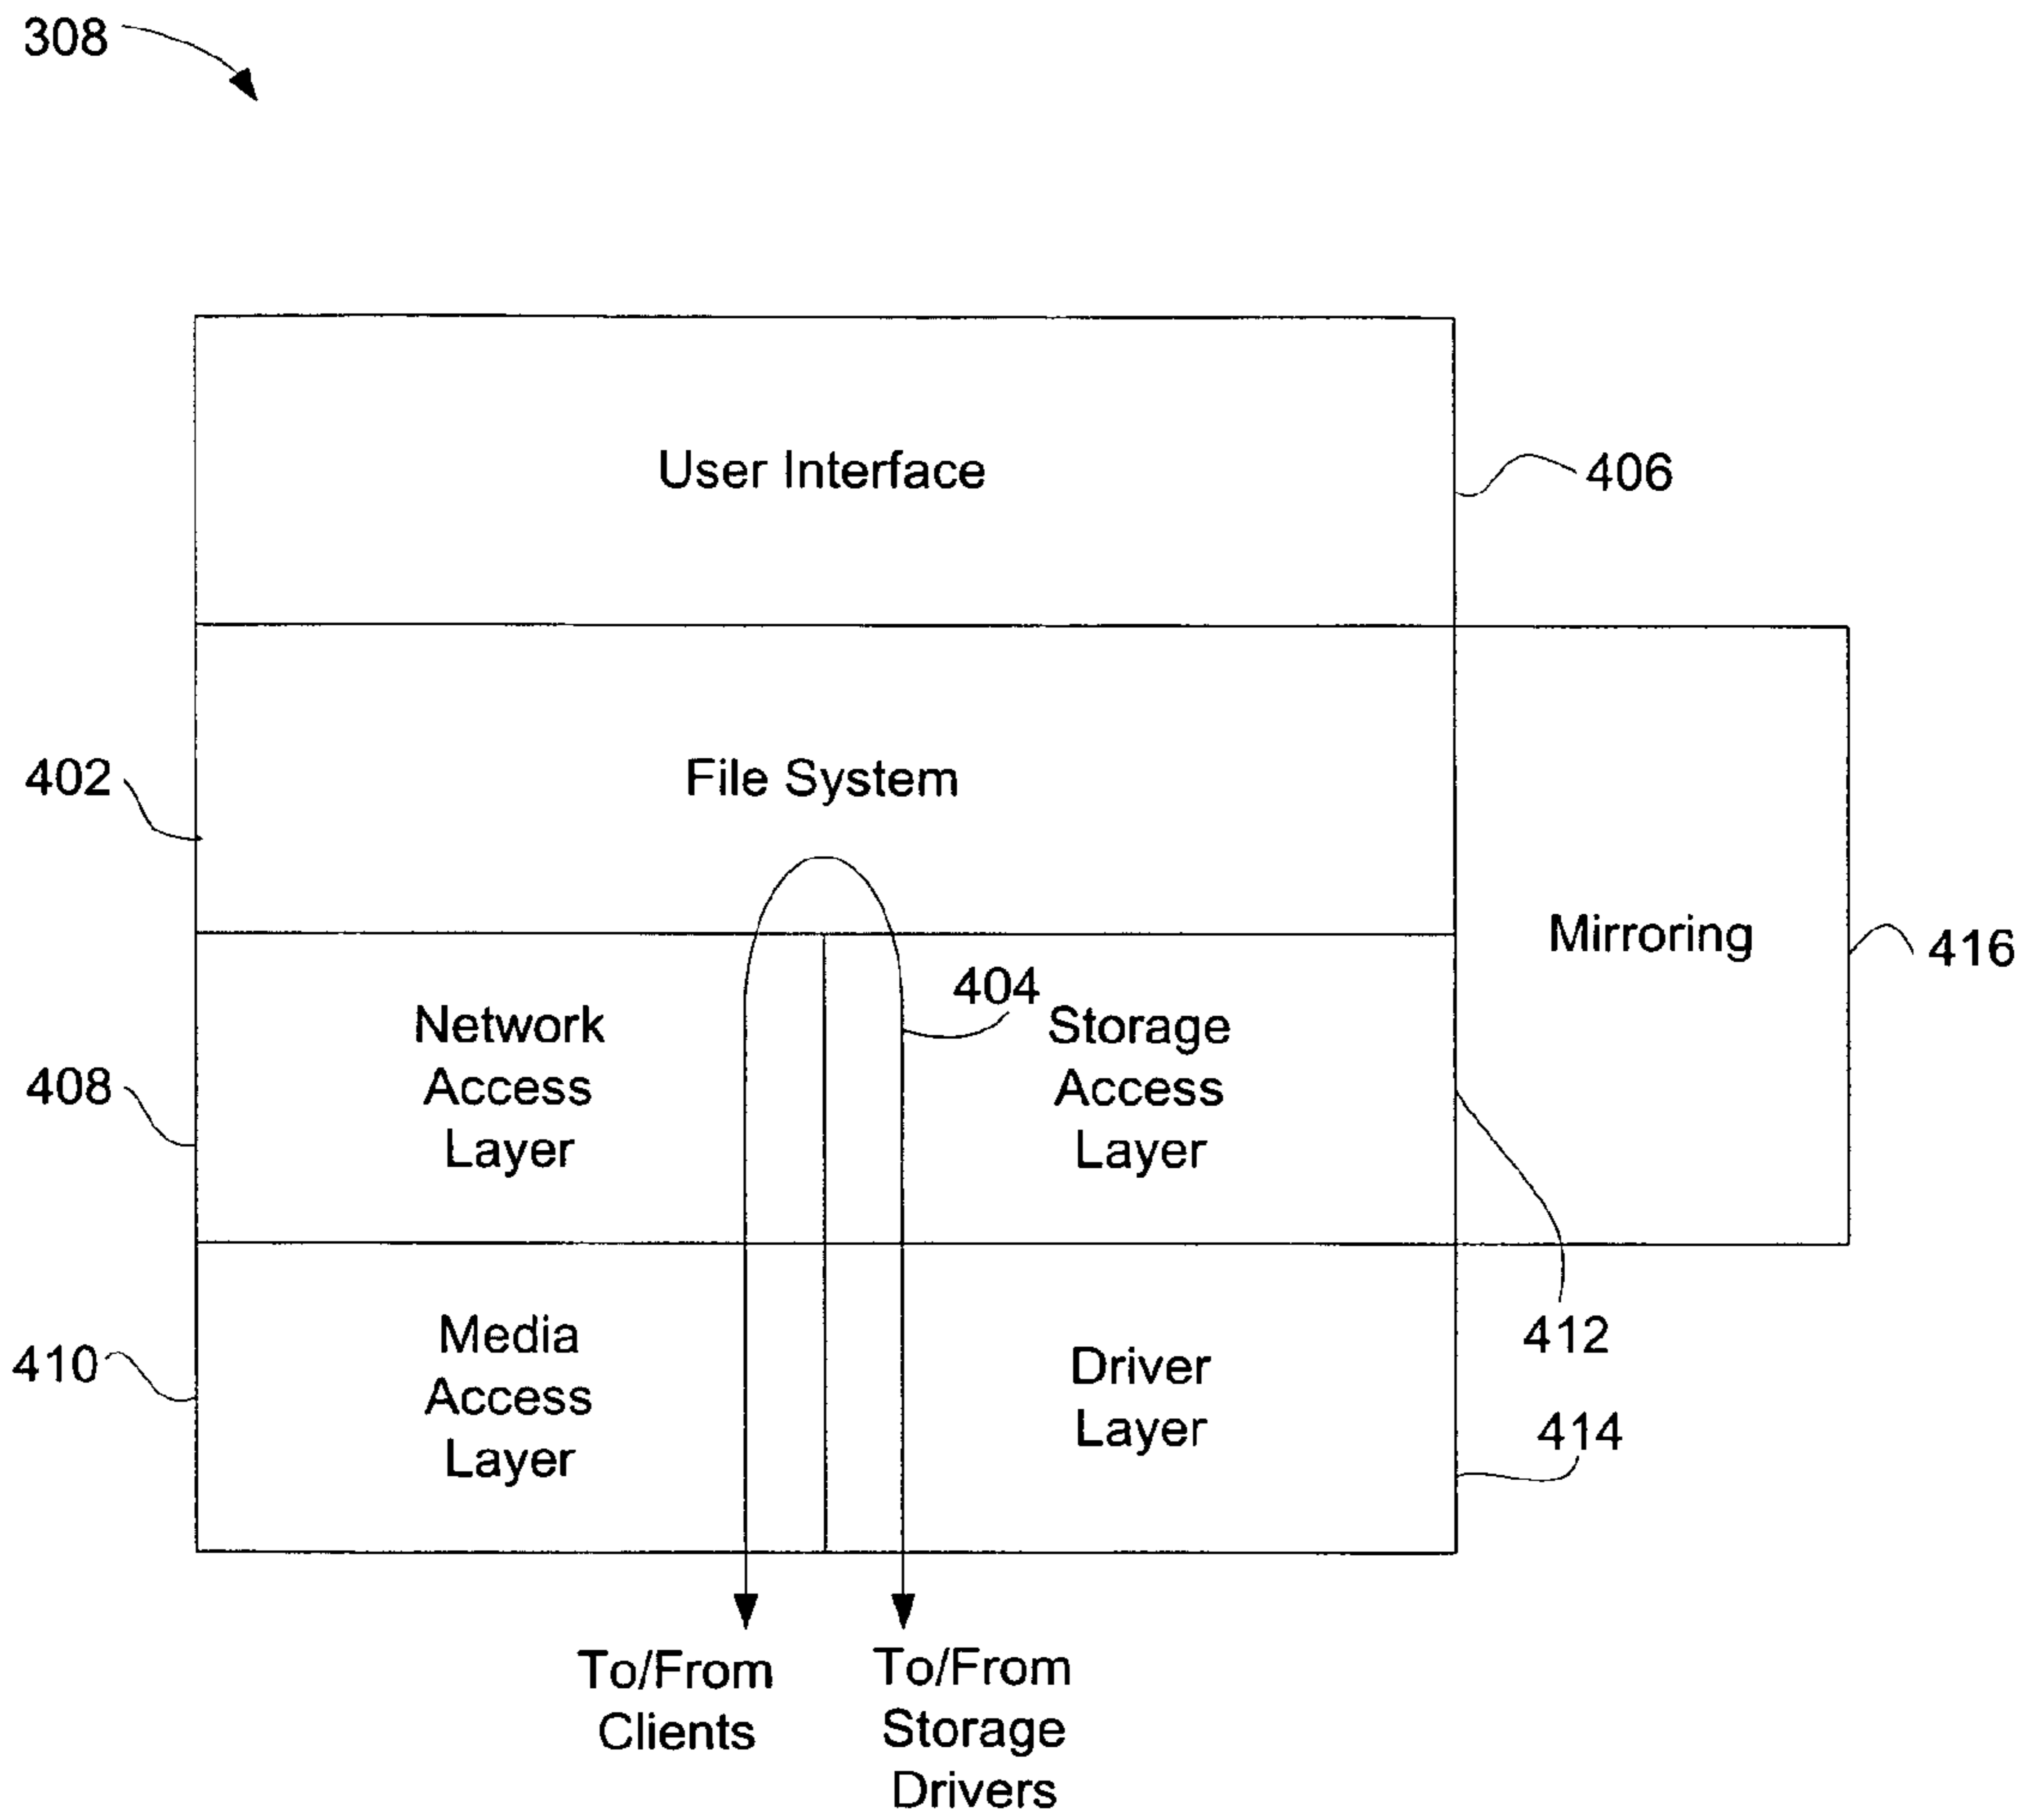 308
User Interface
406
File System
402
Mirroring
416
404
Network
Access
Layer
Storage
Access
Layer
408
412
Media
Access
Layer
Driver
Layer
410
414
To/From
Clients
To/From
Storage
Drivers